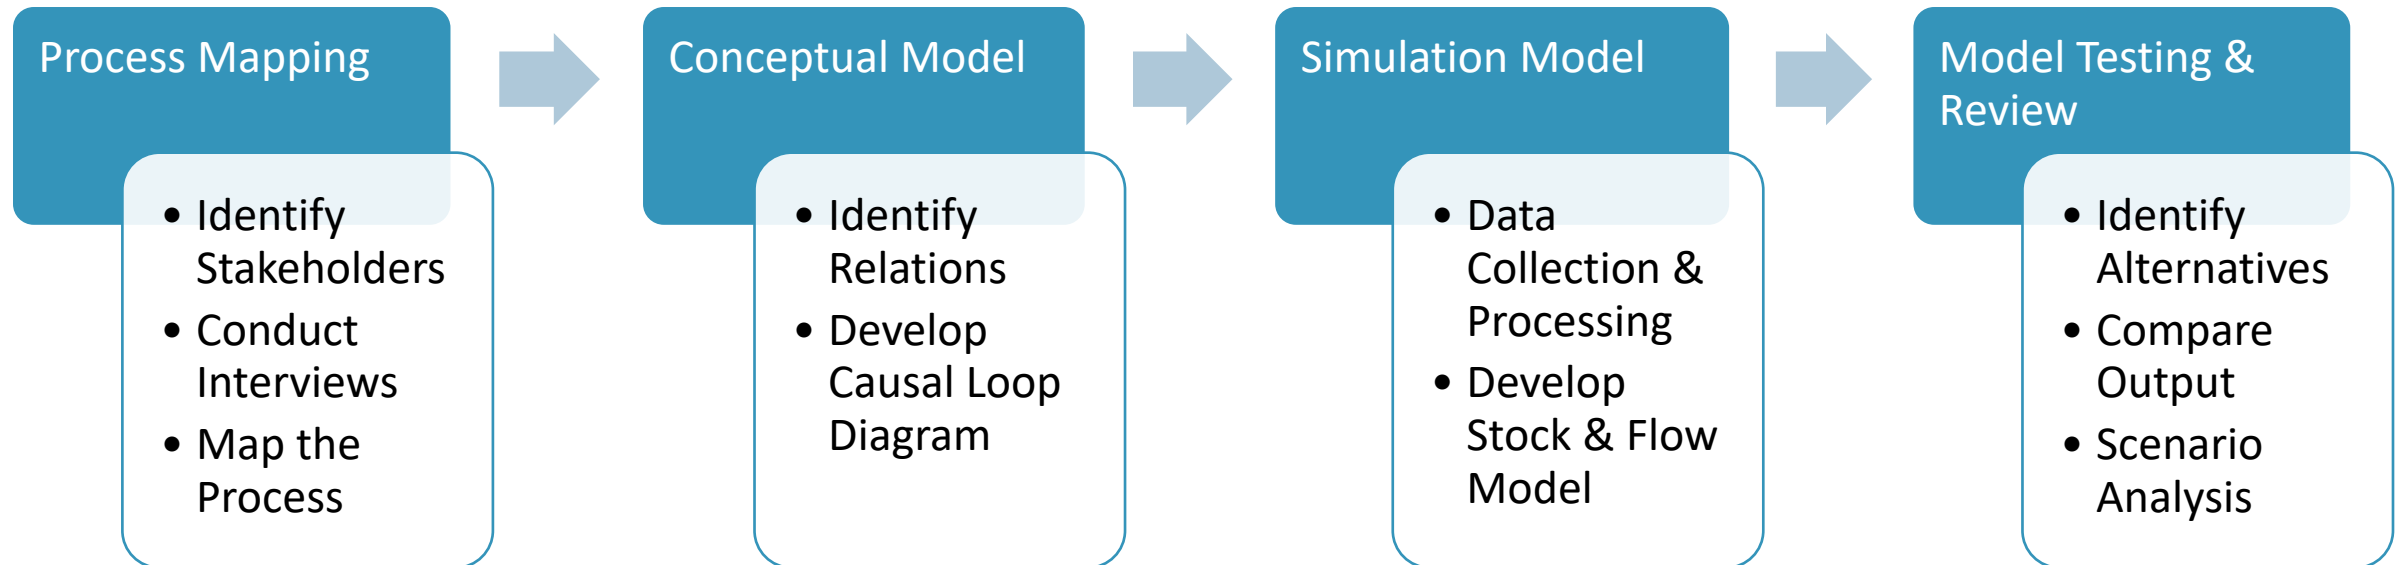 Process Mapping
• Identify
Stakeholders
• Conduct
Interviews
• Map the
Process
Conceptual Model
• Identify
Relations
• Develop
Causal Loop
Diagram
Simulation Model
• Data
Collection &
Processing
• Develop
Stock & Flow
Model
Model Testing &
Review
• Identify
Alternatives
• Compare
Output
• Scenario
Analysis